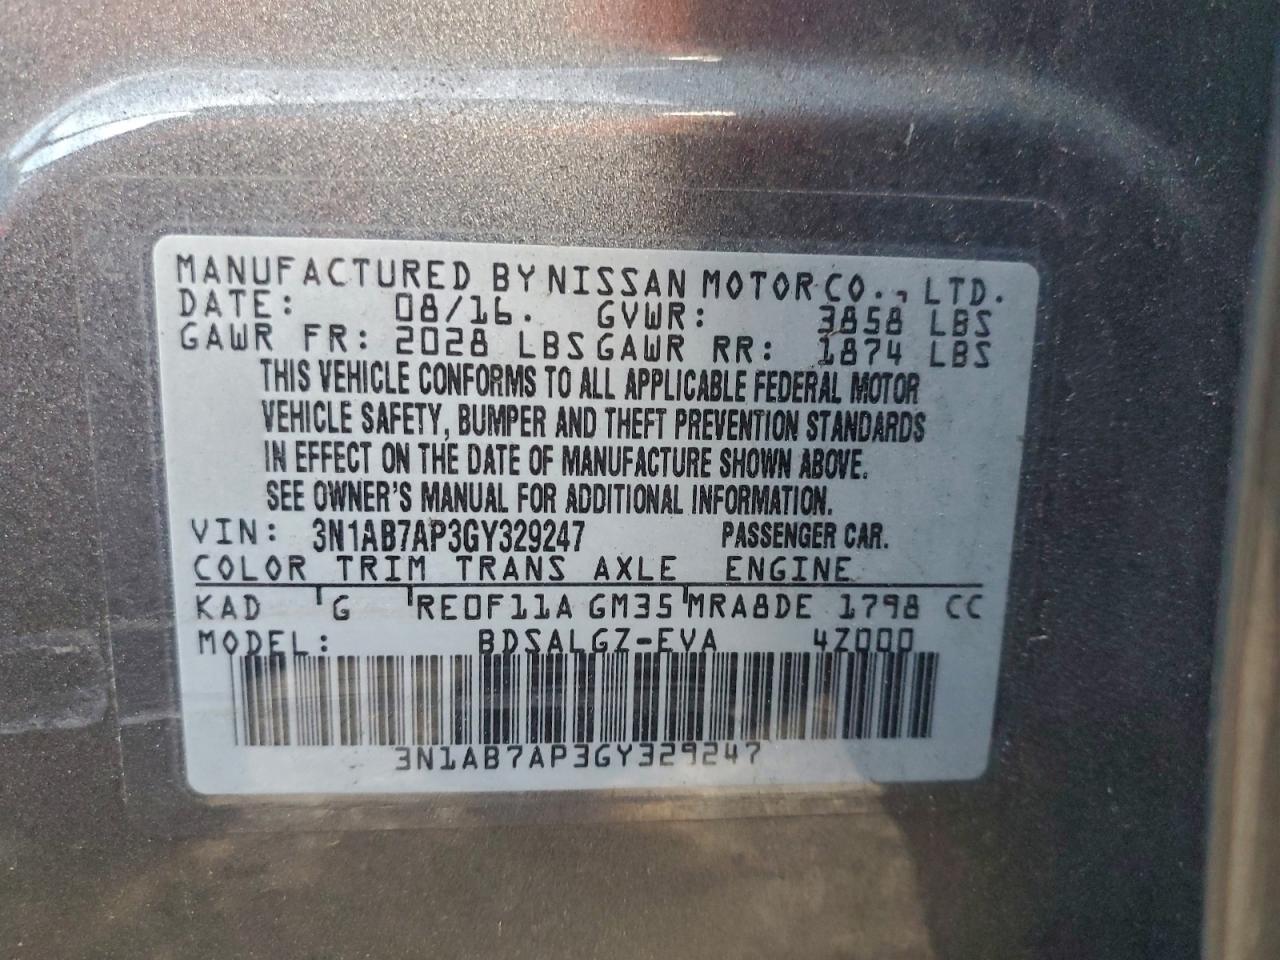 MANUFACTURED BY NISSAN MOTOR CO., LTD.
DATE: 08/16. GVWR: 3858 LBS
GAWR FR: 2028 LBS GAWR RR: 1874 LBS
THIS VEHICLE CONFORMS TO ALL APPLICABLE FEDERAL MOTOR
VEHICLE SAFETY, BUMPER AND THEFT PREVENTION STANDARDS
IN EFFECT ON THE DATE OF MANUFACTURE SHOWN ABOVE.
SEE OWNER'S MANUAL FOR ADDITIONAL INFORMATION.
VIN: 3N1AB7AP3GY329247 PASSENGER CAR.
COLOR TRIM TRANS AXLE ENGINE
KAD G RE0F11A GM35 MRA8DE 1798 CC
MODEL: BDSALGZ-EVA 4Z000
3N1AB7AP3GY329247